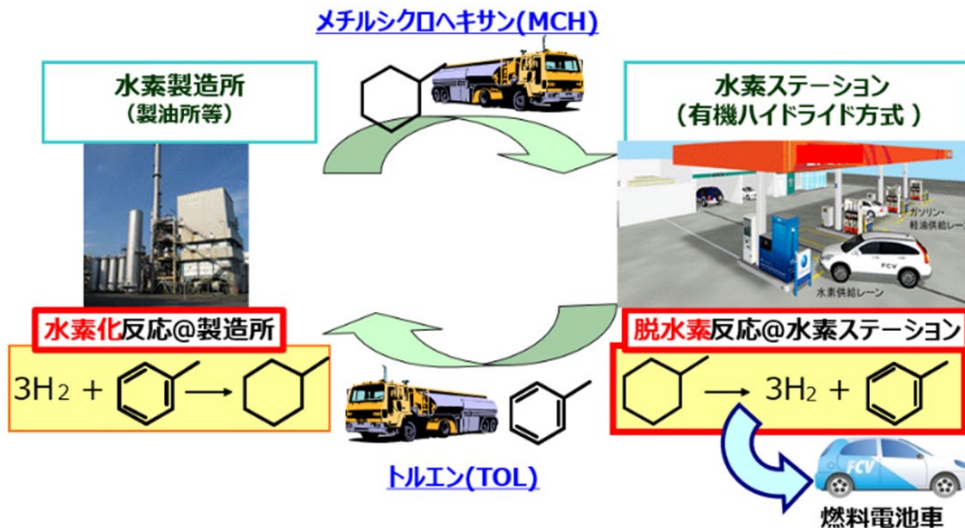 メチルシクロヘキサン(MCH)
水素製造所
（製油所等）
水素ステーション
（有機ハイドライド方式 ）
ガソリン・
軽油供給レーン
FCV
水素供給レーン
水素化反応@製造所
脱水素反応@水素ステーション
3H2 +
3H2 +
トルエン(TOL)
FCV
燃料電池車